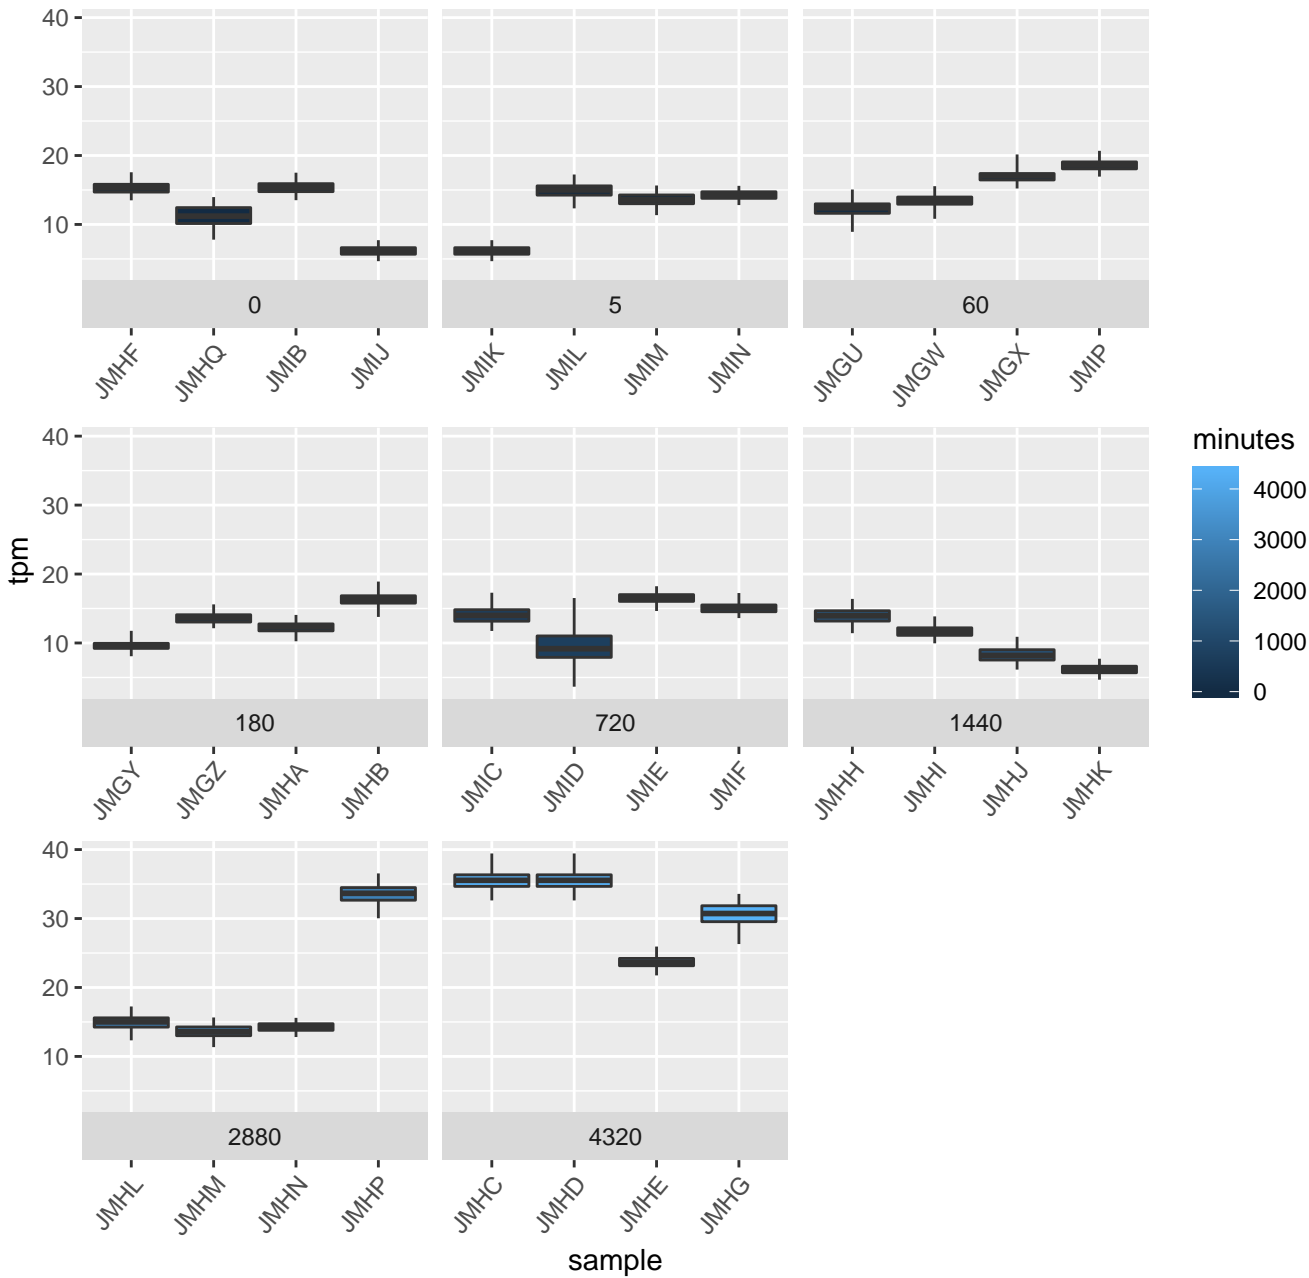 40
30
20
10
0
5
60
JMHF JMHQ JMIB JMIJ
JMIK JMIL JMIM JMIN
JMGU JMGW JMGX JMIP
40
30
20
10
180
720
1440
JMGY JMGZ JMHA JMHB
JMIC JMID JMIE JMIF
JMHH JMHI JMHJ JMHK
40
30
20
10
2880
4320
JMHL JMHM JMHN JMHP
JMHC JMHD JMHE JMHG
tpm
sample
minutes
4000
3000
2000
1000
0